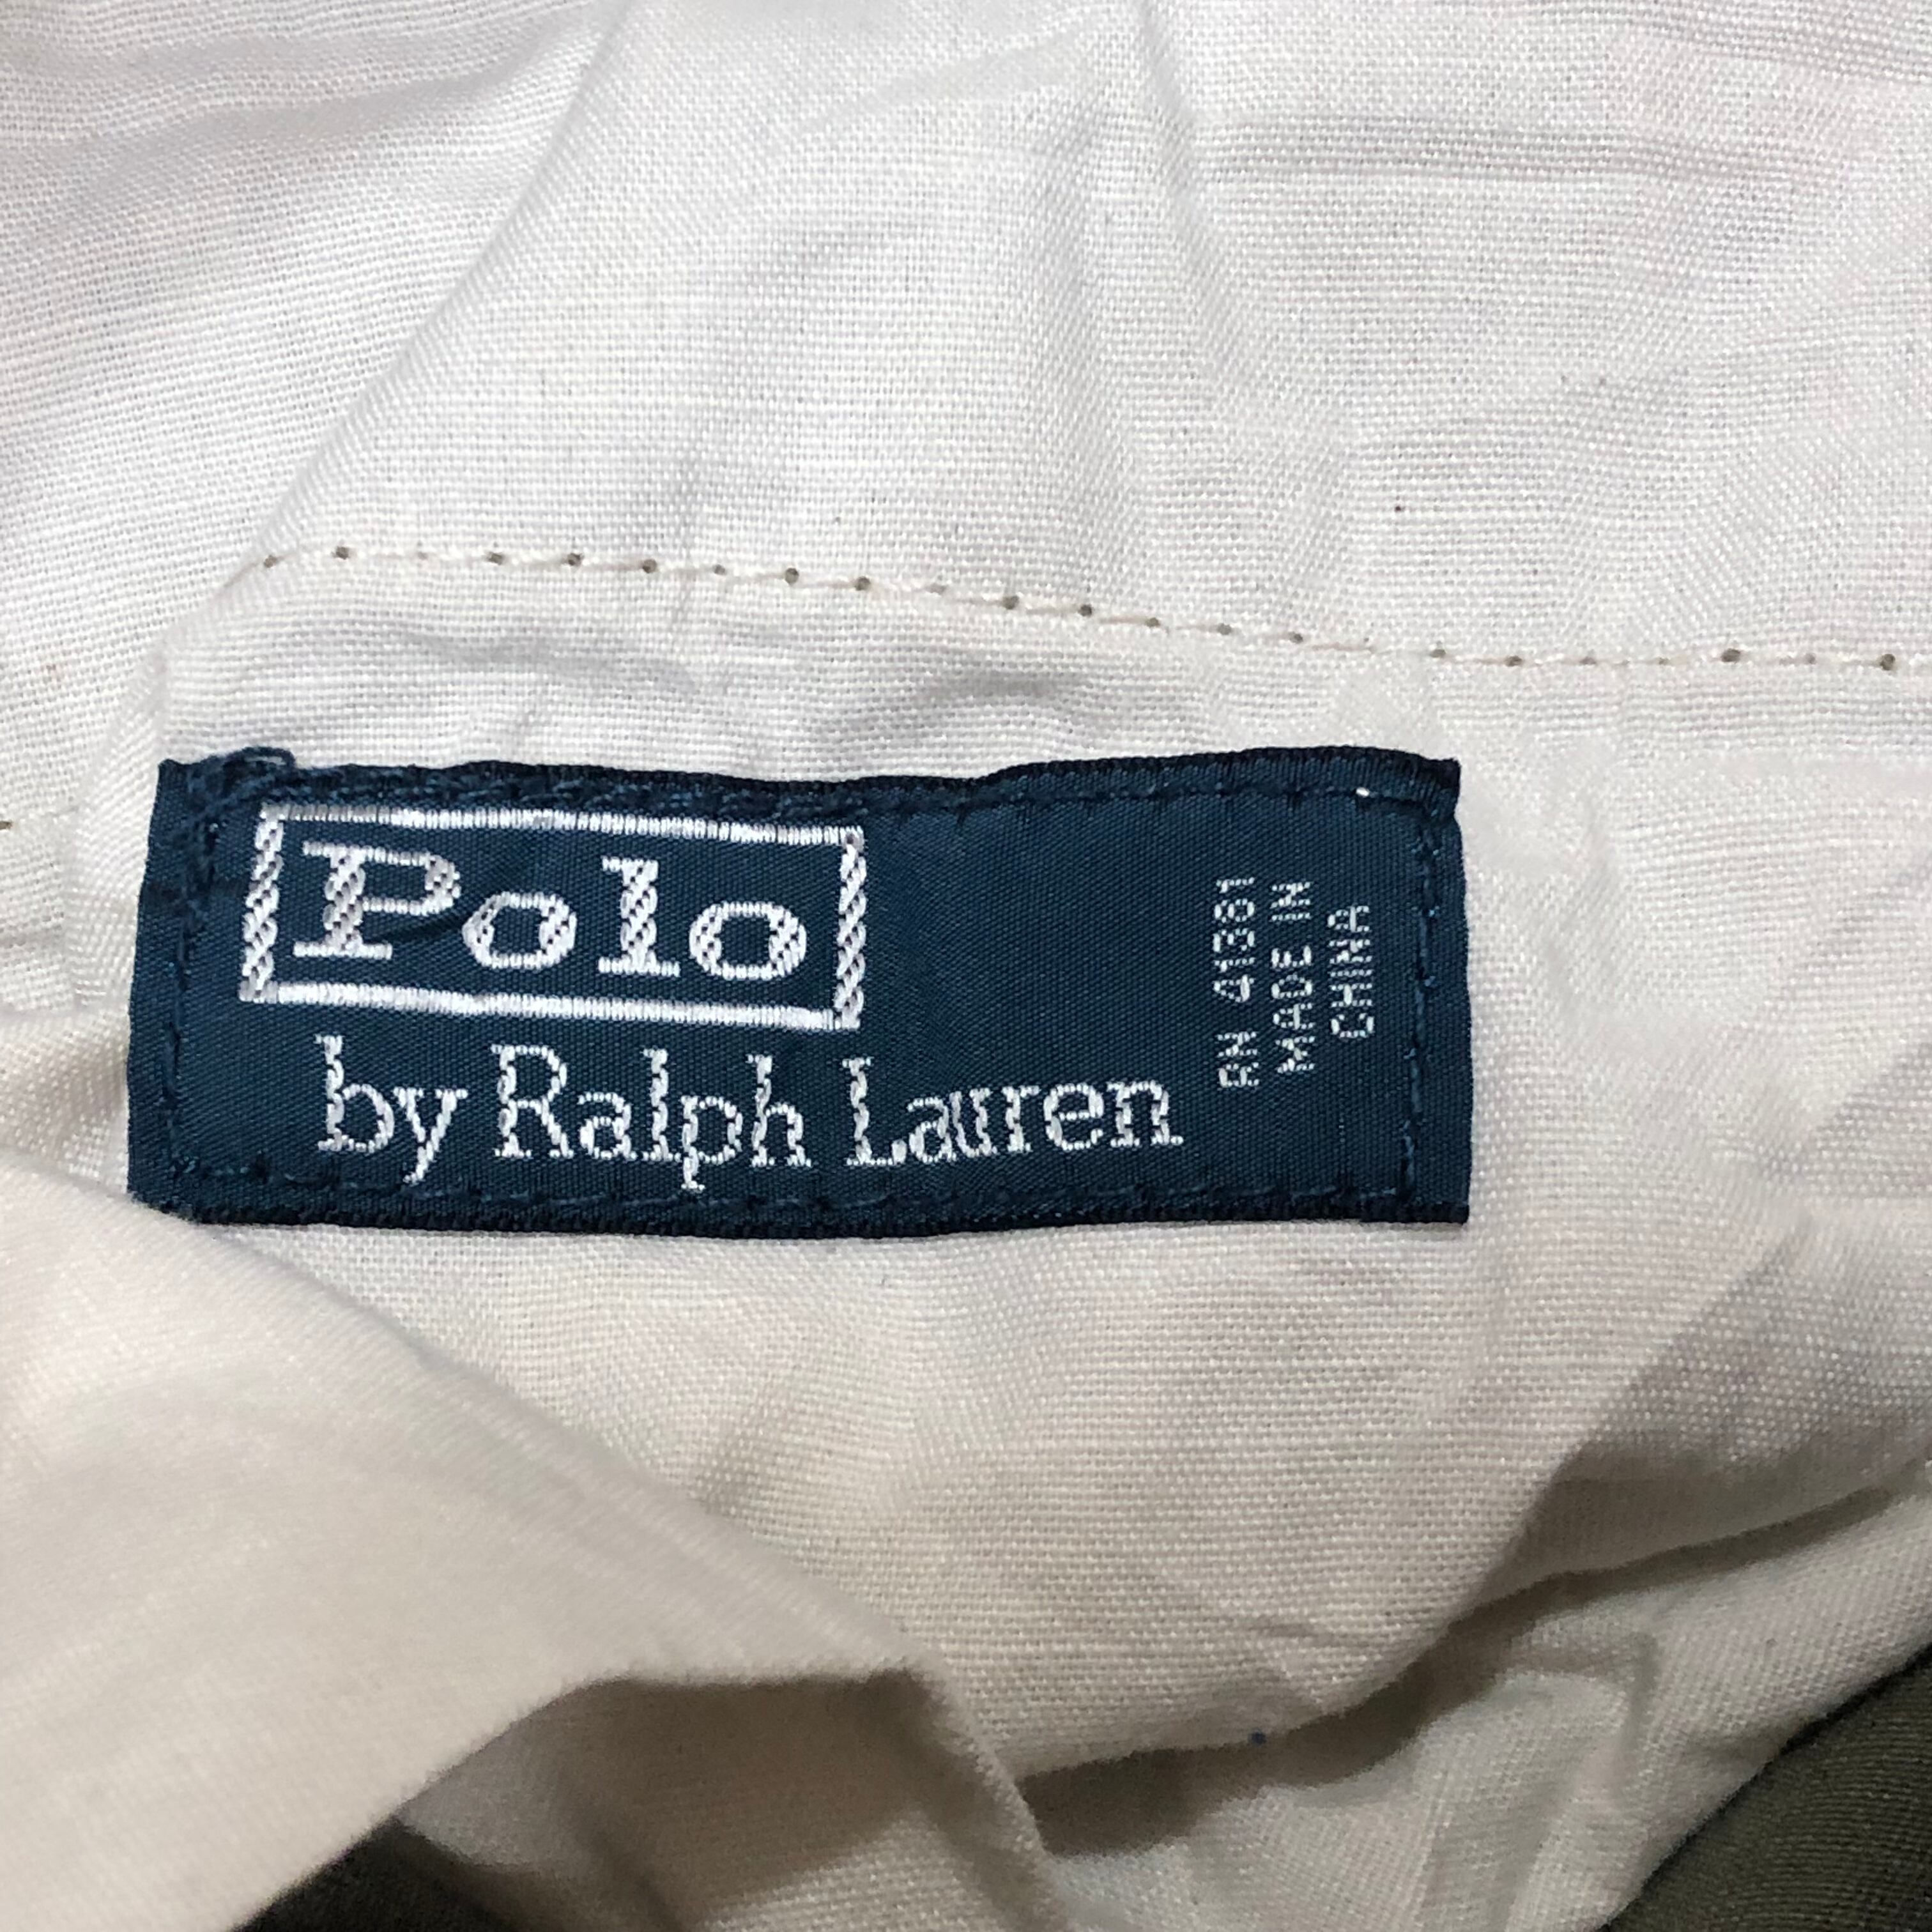 Polo
by Ralph Lauren
RN 41381
MADE IN
CHINA